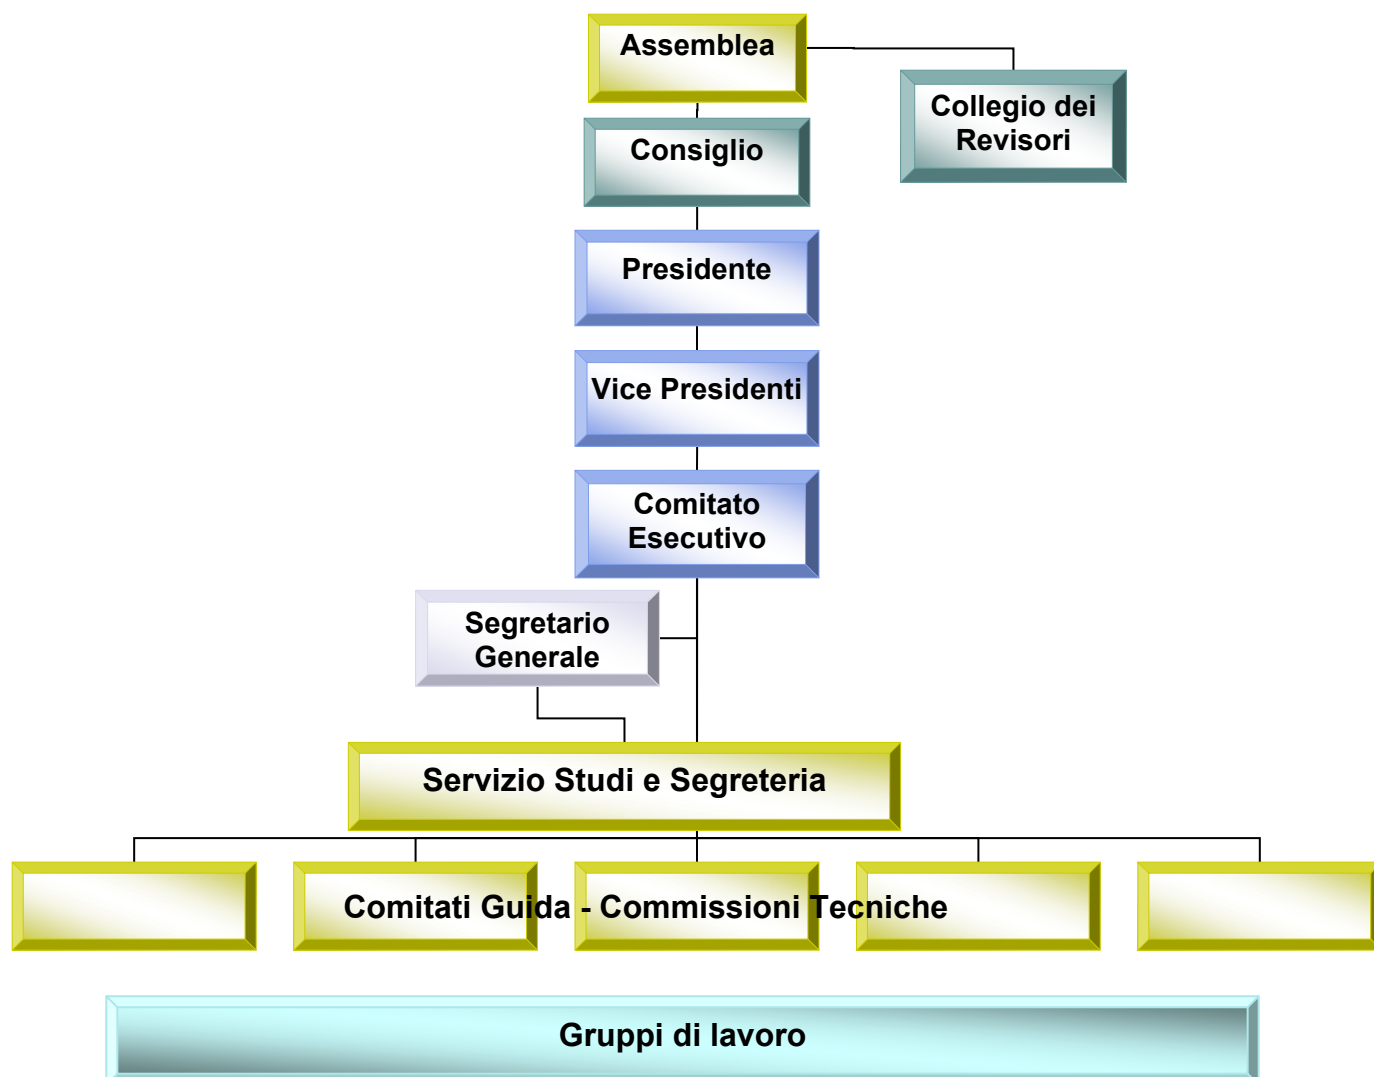 Assemblea
Collegio dei
Revisori
Consiglio
Presidente
Vice Presidenti
Comitato
Esecutivo
Segretario
Generale
Servizio Studi e Segreteria
Comitati Guida - Commissioni Tecniche
Gruppi di lavoro